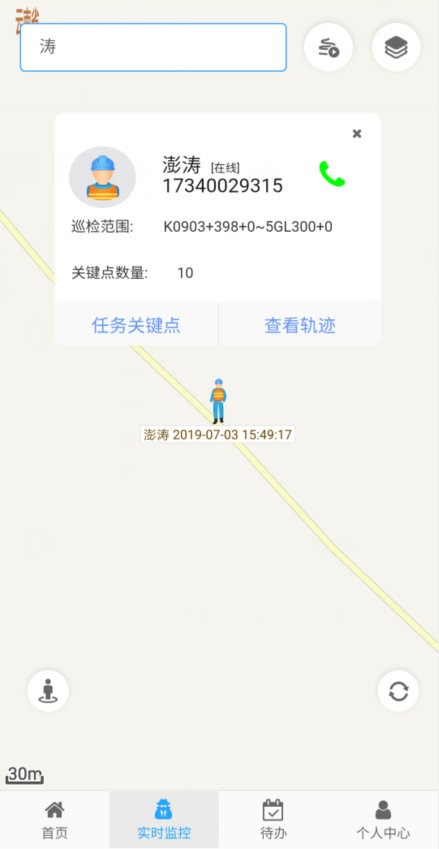 涛
澎涛 [在线]
17340029315
巡检范围: K0903+398+0~5GL300+0
关键点数量: 10
任务关键点 查看轨迹
澎涛 2019-07-03 15:49:17
30m
首页 实时监控 待办 个人中心